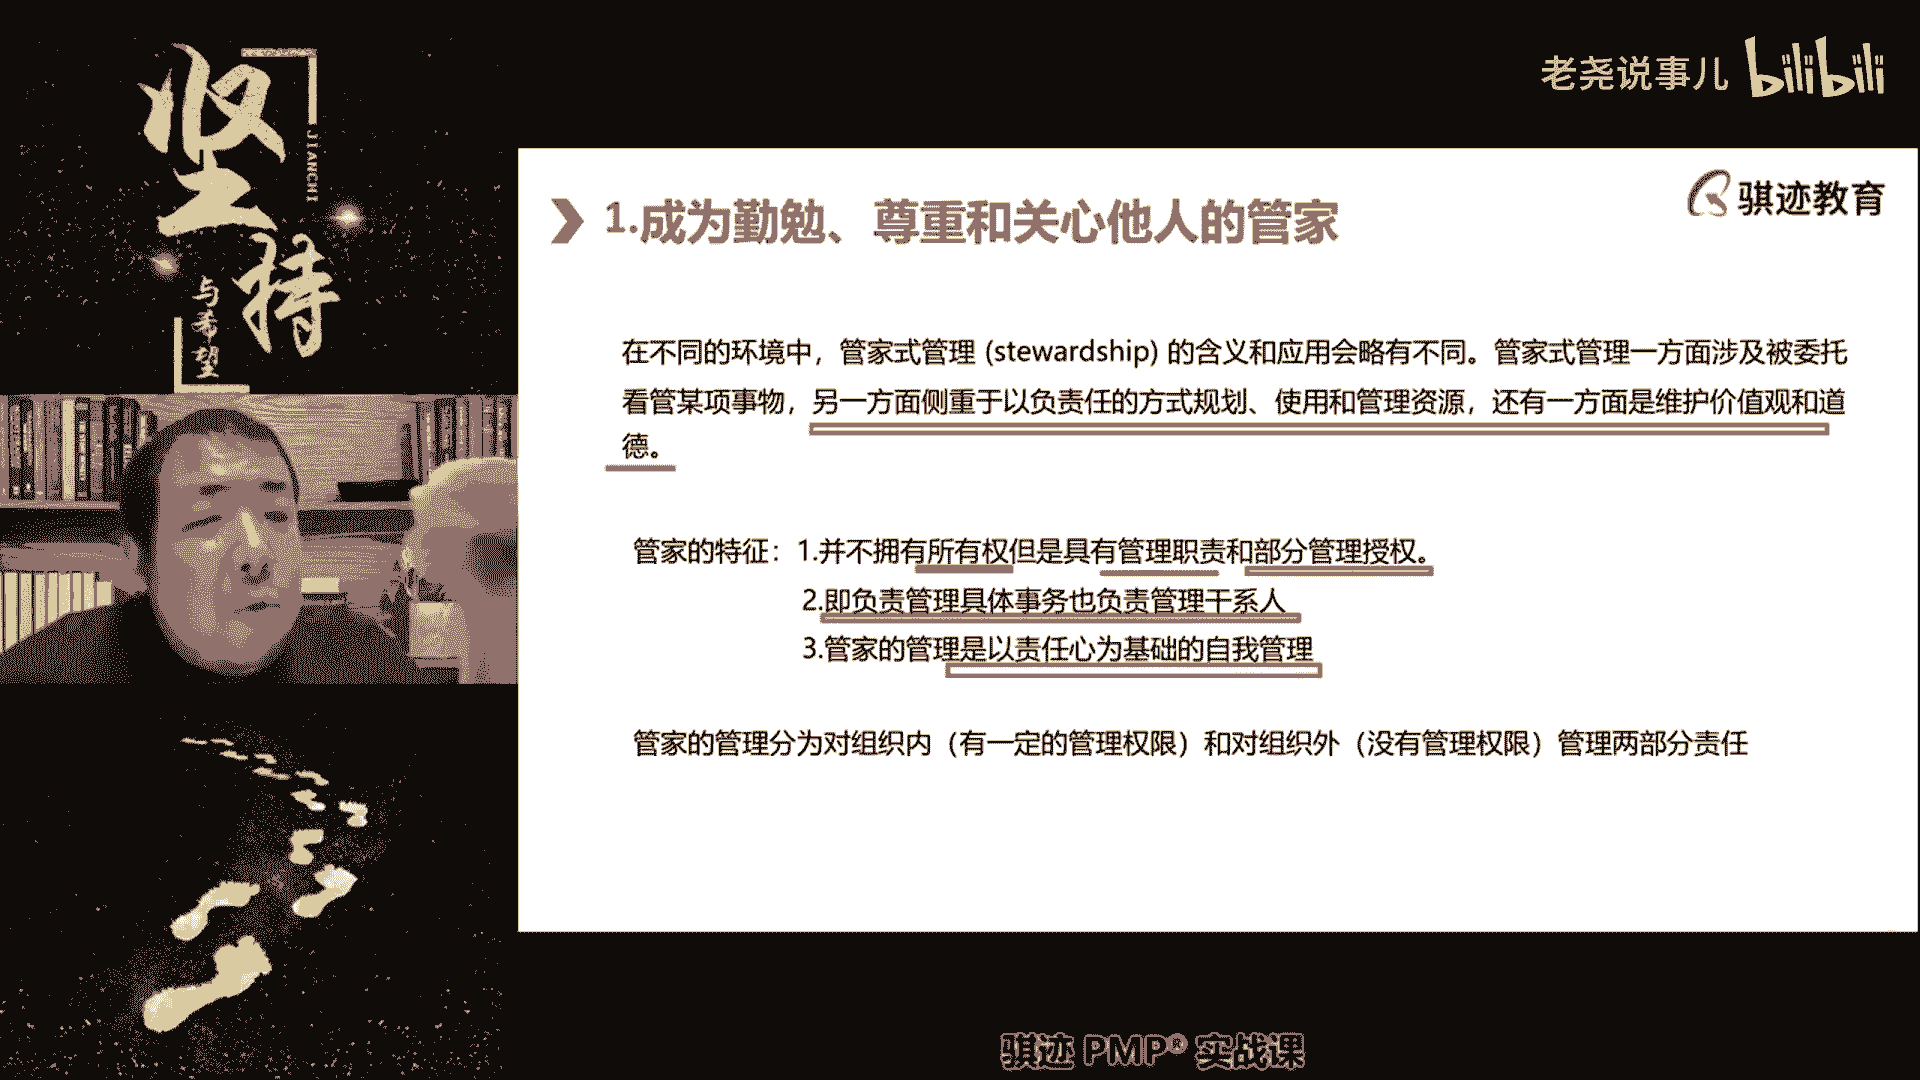 坚持
JIANCHI
与希望
老尧说事儿 bilibili
骐迹教育
1.成为勤勉、尊重和关心他人的管家
在不同的环境中，管家式管理 (stewardship) 的含义和应用会略有不同。管家式管理一方面涉及被委托
看管某项事物，另一方面侧重于以负责任的方式规划、使用和管理资源，还有一方面是维护价值观和道
德。
管家的特征：1.并不拥有所有权但是具有管理职责和部分管理授权。
2.即负责管理具体事务也负责管理干系人
3.管家的管理是以责任心为基础的自我管理
管家的管理分为对组织内（有一定的管理权限）和对组织外（没有管理权限）管理两部分责任
骐迹 PMP® 实战课